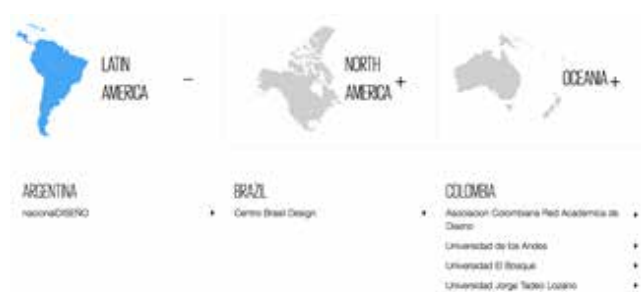 LATIN
AMERICA
−
NORTH
AMERICA +
OCEANIA +
ARGENTINA
nacionalDISEÑO
BRAZIL
Centro Brasil Design
COLOMBIA
Asociacion Colombiana Red Academica de
Diseno
Universidad de los Andes
Universidad El Bosque
Universidad Jorge Tadeo Lozano